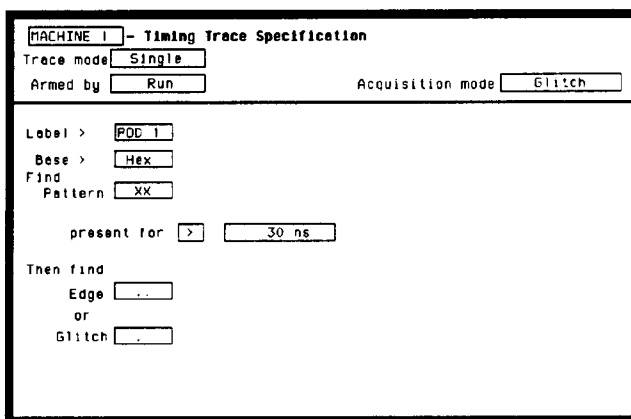 MACHINE 1 - Timing Trace Specification
Trace mode Single
Armed by Run Acquisition mode Glitch
Label > POD 1
Base > Hex
Find
Pattern XX
present for > 30 ns
Then find
Edge ..
or
Glitch .